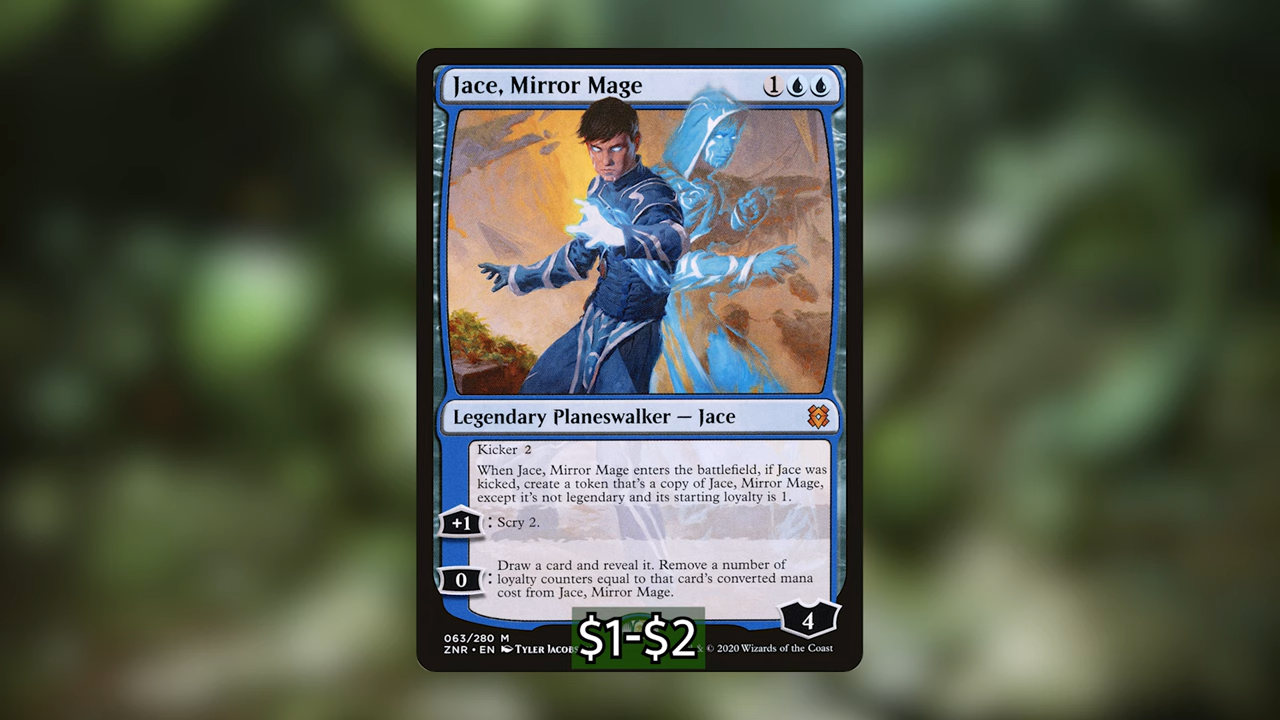 Jace, Mirror Mage 1
Legendary Planeswalker — Jace
Kicker 2
When Jace, Mirror Mage enters the battlefield, if Jace was
kicked, create a token that's a copy of Jace, Mirror Mage,
except it's not legendary and its starting loyalty is 1.
+1 : Scry 2.
Draw a card and reveal it. Remove a number of
0 : loyalty counters equal to that card's converted mana
cost from Jace, Mirror Mage.
4
$1-$2
063/280 M
ZNR • EN Tyler Jacobs © 2020 Wizards of the Coast